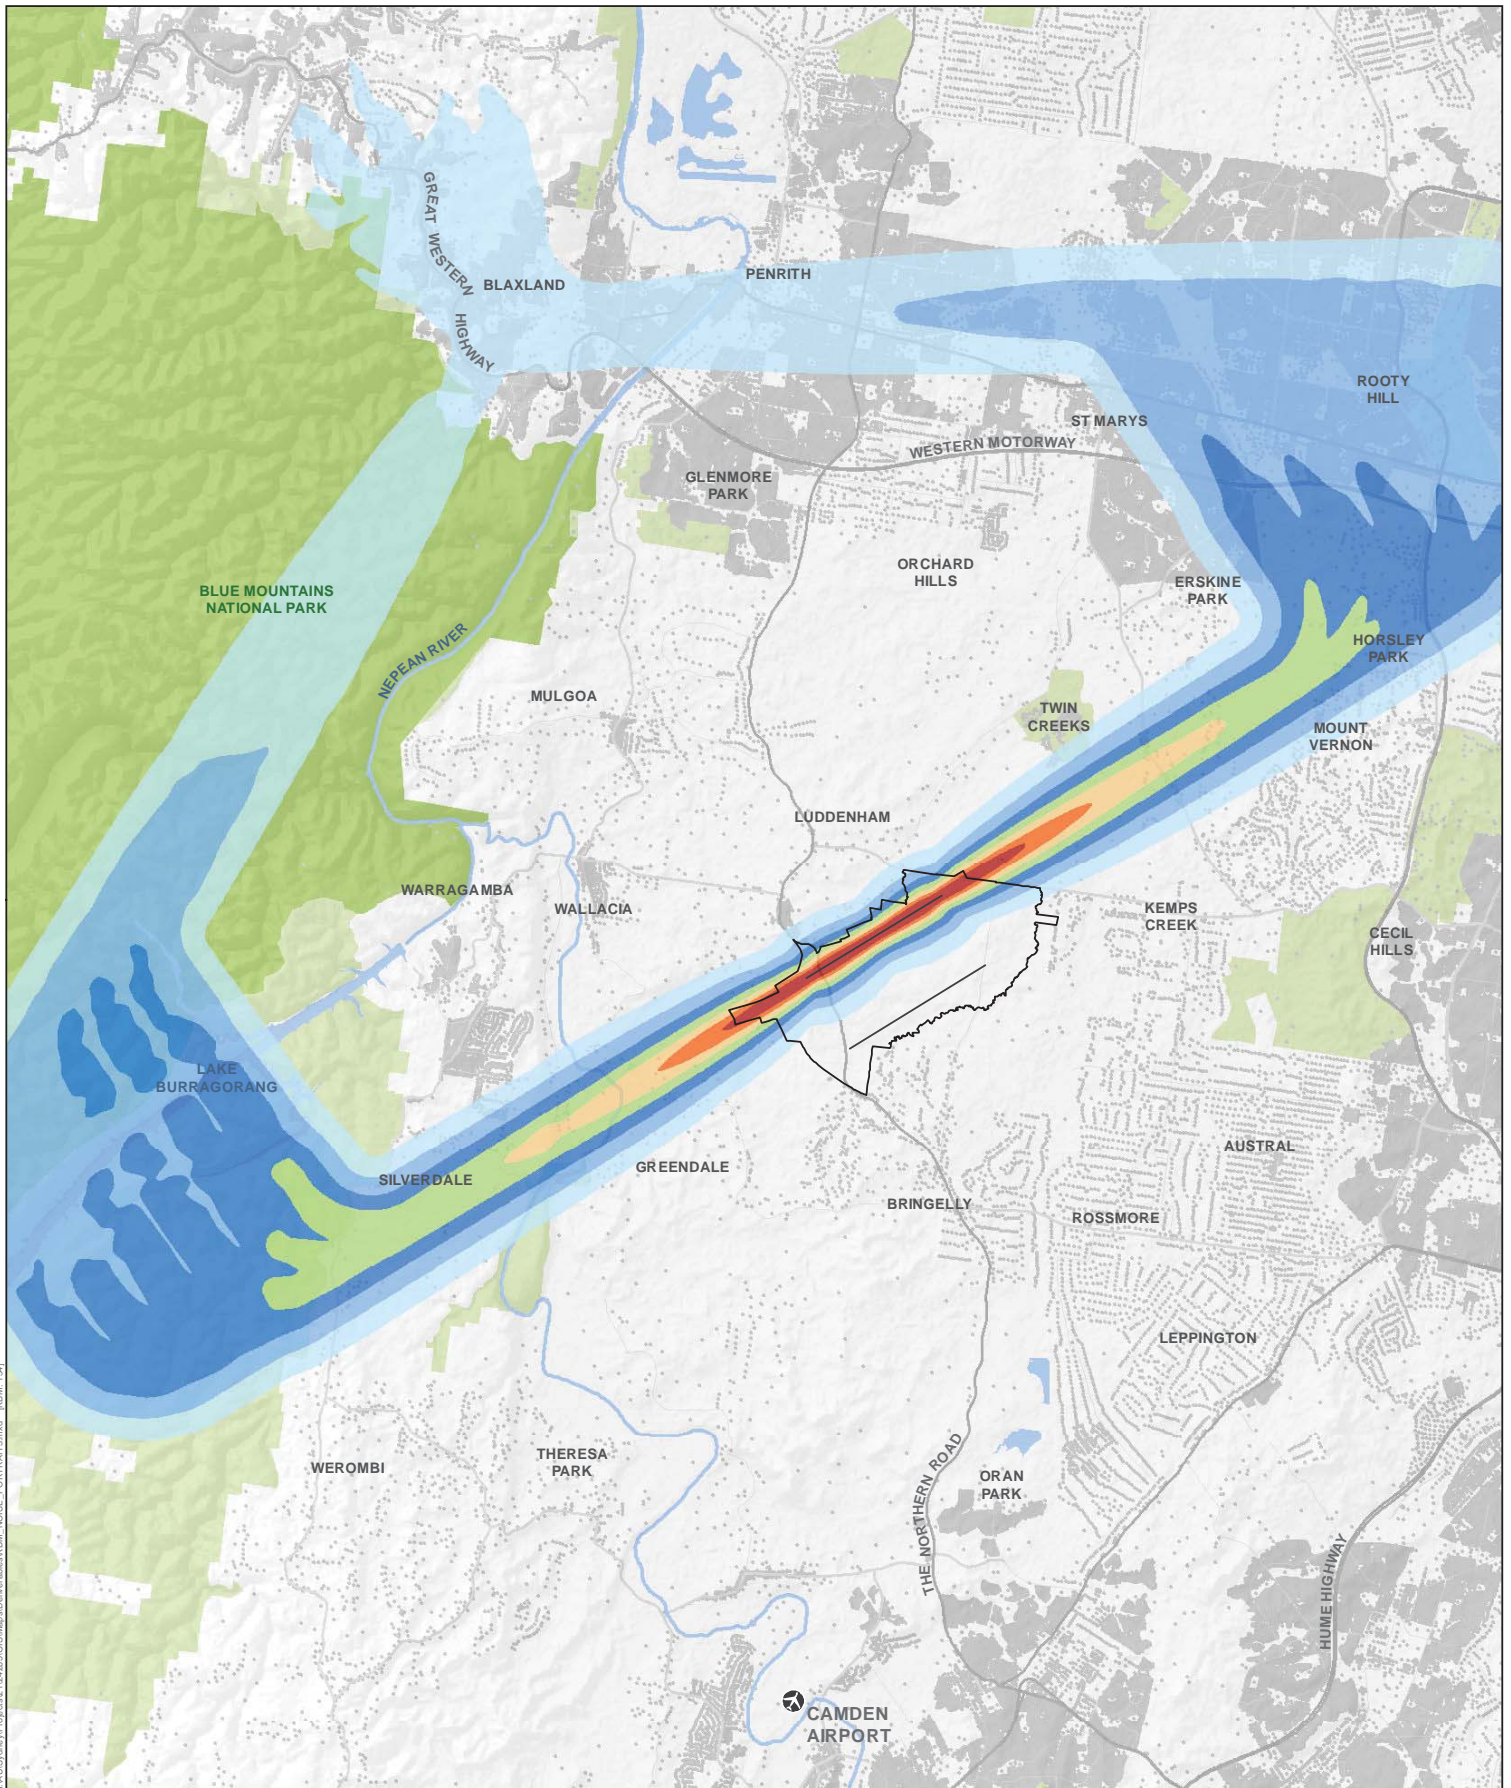 GREAT WESTERN HIGHWAY
BLAXLAND
PENRITH
ROOTY
HILL
ST MARYS
WESTERN MOTORWAY
GLENMORE
PARK
ORCHARD
HILLS
ERSKINE
PARK
BLUE MOUNTAINS
NATIONAL PARK
NEPEAN RIVER
HORSLEY
PARK
MULGOA
TWIN
CREEKS
MOUNT
VERNON
LUDDENHAM
WARRAGAMBA
WALLACIA
KEMPS
CREEK
CECIL
HILLS
LAKE
BURRAGORANG
SILVERDALE
GREENDALE
AUSTRAL
BRINGELLY
ROSSMORE
LEPPINGTON
THERESA
PARK
WEROMBI
THE NORTHERN ROAD
ORAN
PARK
HUME HIGHWAY
CAMDEN
AIRPORT